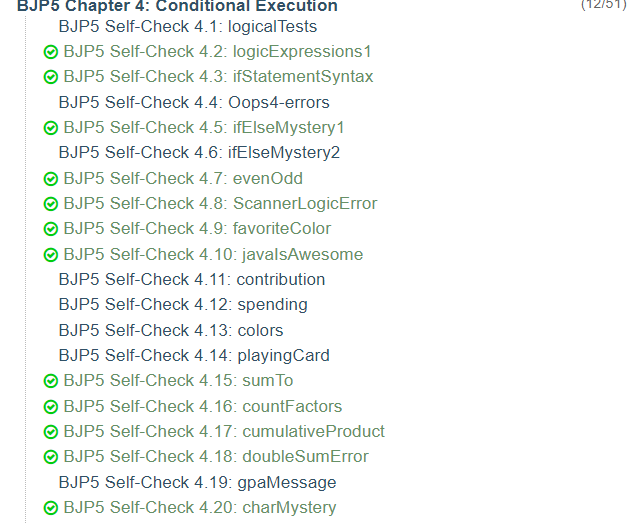 BJP5 Chapter 4: Conditional Execution (12/51)
BJP5 Self-Check 4.1: logicalTests
BJP5 Self-Check 4.2: logicExpressions1
BJP5 Self-Check 4.3: ifStatementSyntax
BJP5 Self-Check 4.4: Oops4-errors
BJP5 Self-Check 4.5: ifElseMystery1
BJP5 Self-Check 4.6: ifElseMystery2
BJP5 Self-Check 4.7: evenOdd
BJP5 Self-Check 4.8: ScannerLogicError
BJP5 Self-Check 4.9: favoriteColor
BJP5 Self-Check 4.10: javaIsAwesome
BJP5 Self-Check 4.11: contribution
BJP5 Self-Check 4.12: spending
BJP5 Self-Check 4.13: colors
BJP5 Self-Check 4.14: playingCard
BJP5 Self-Check 4.15: sumTo
BJP5 Self-Check 4.16: countFactors
BJP5 Self-Check 4.17: cumulativeProduct
BJP5 Self-Check 4.18: doubleSumError
BJP5 Self-Check 4.19: gpaMessage
BJP5 Self-Check 4.20: charMystery